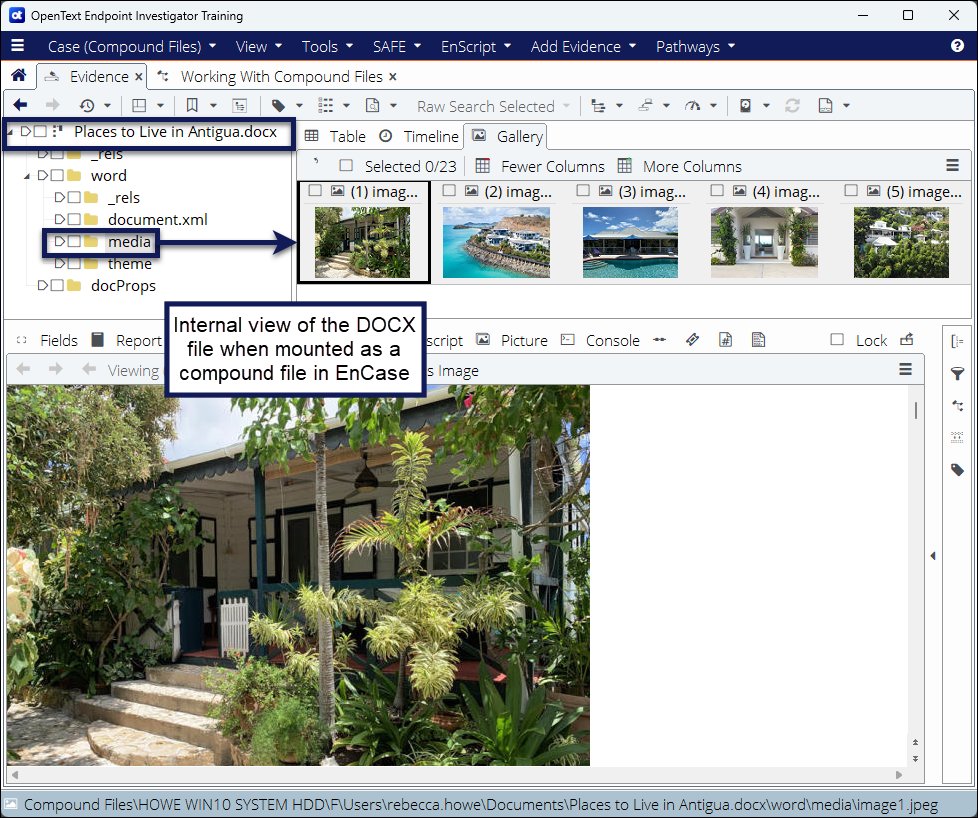 OpenText Endpoint Investigator Training
Case (Compound Files) View Tools SAFE EnScript Add Evidence Pathways
Evidence × Working With Compound Files ×
Raw Search Selected
Places to Live in Antigua.docx
_rels
word
_rels
document.xml
media
theme
docProps
Table Timeline Gallery
Selected 0/23 Fewer Columns More Columns
(1) imag... (2) imag... (3) imag... (4) imag... (5) image...
Internal view of the DOCX
file when mounted as a
compound file in EnCase
Fields Report script Picture Console Lock
Viewing s Image
Compound Files\HOWE WIN10 SYSTEM HDD\F\Users\rebecca.howe\Documents\Places to Live in Antigua.docx\word\media\image1.jpeg